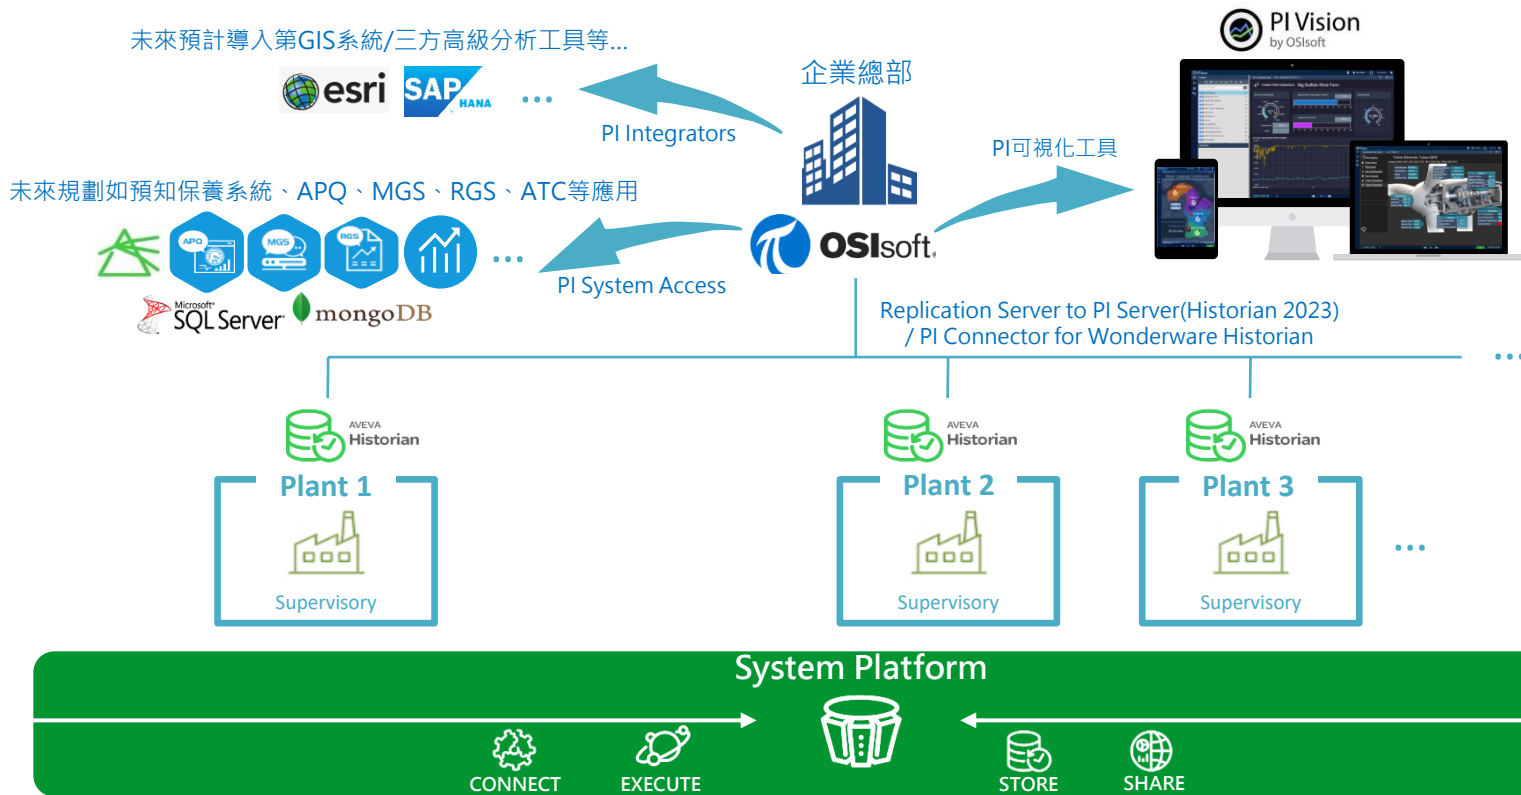 PI Vision
by OSIsoft
未來預計導入第GIS系統/三方高級分析工具等...
企業總部
esri
SAP
HANA
...
PI Integrators
PI可視化工具
Big Buffalo Wind Farm
未來規劃如預知保養系統、APQ、MGS、RGS、ATC等應用
APQ
MGS
RGS
...
OSIsoft.
PI System Access
Microsoft
SQL Server
mongoDB
Replication Server to PI Server(Historian 2023)
/ PI Connector for Wonderware Historian
...
AVEVA
Historian
AVEVA
Historian
AVEVA
Historian
Plant 1
Plant 2
Plant 3
...
Supervisory
Supervisory
Supervisory
System Platform
CONNECT
EXECUTE
STORE
SHARE